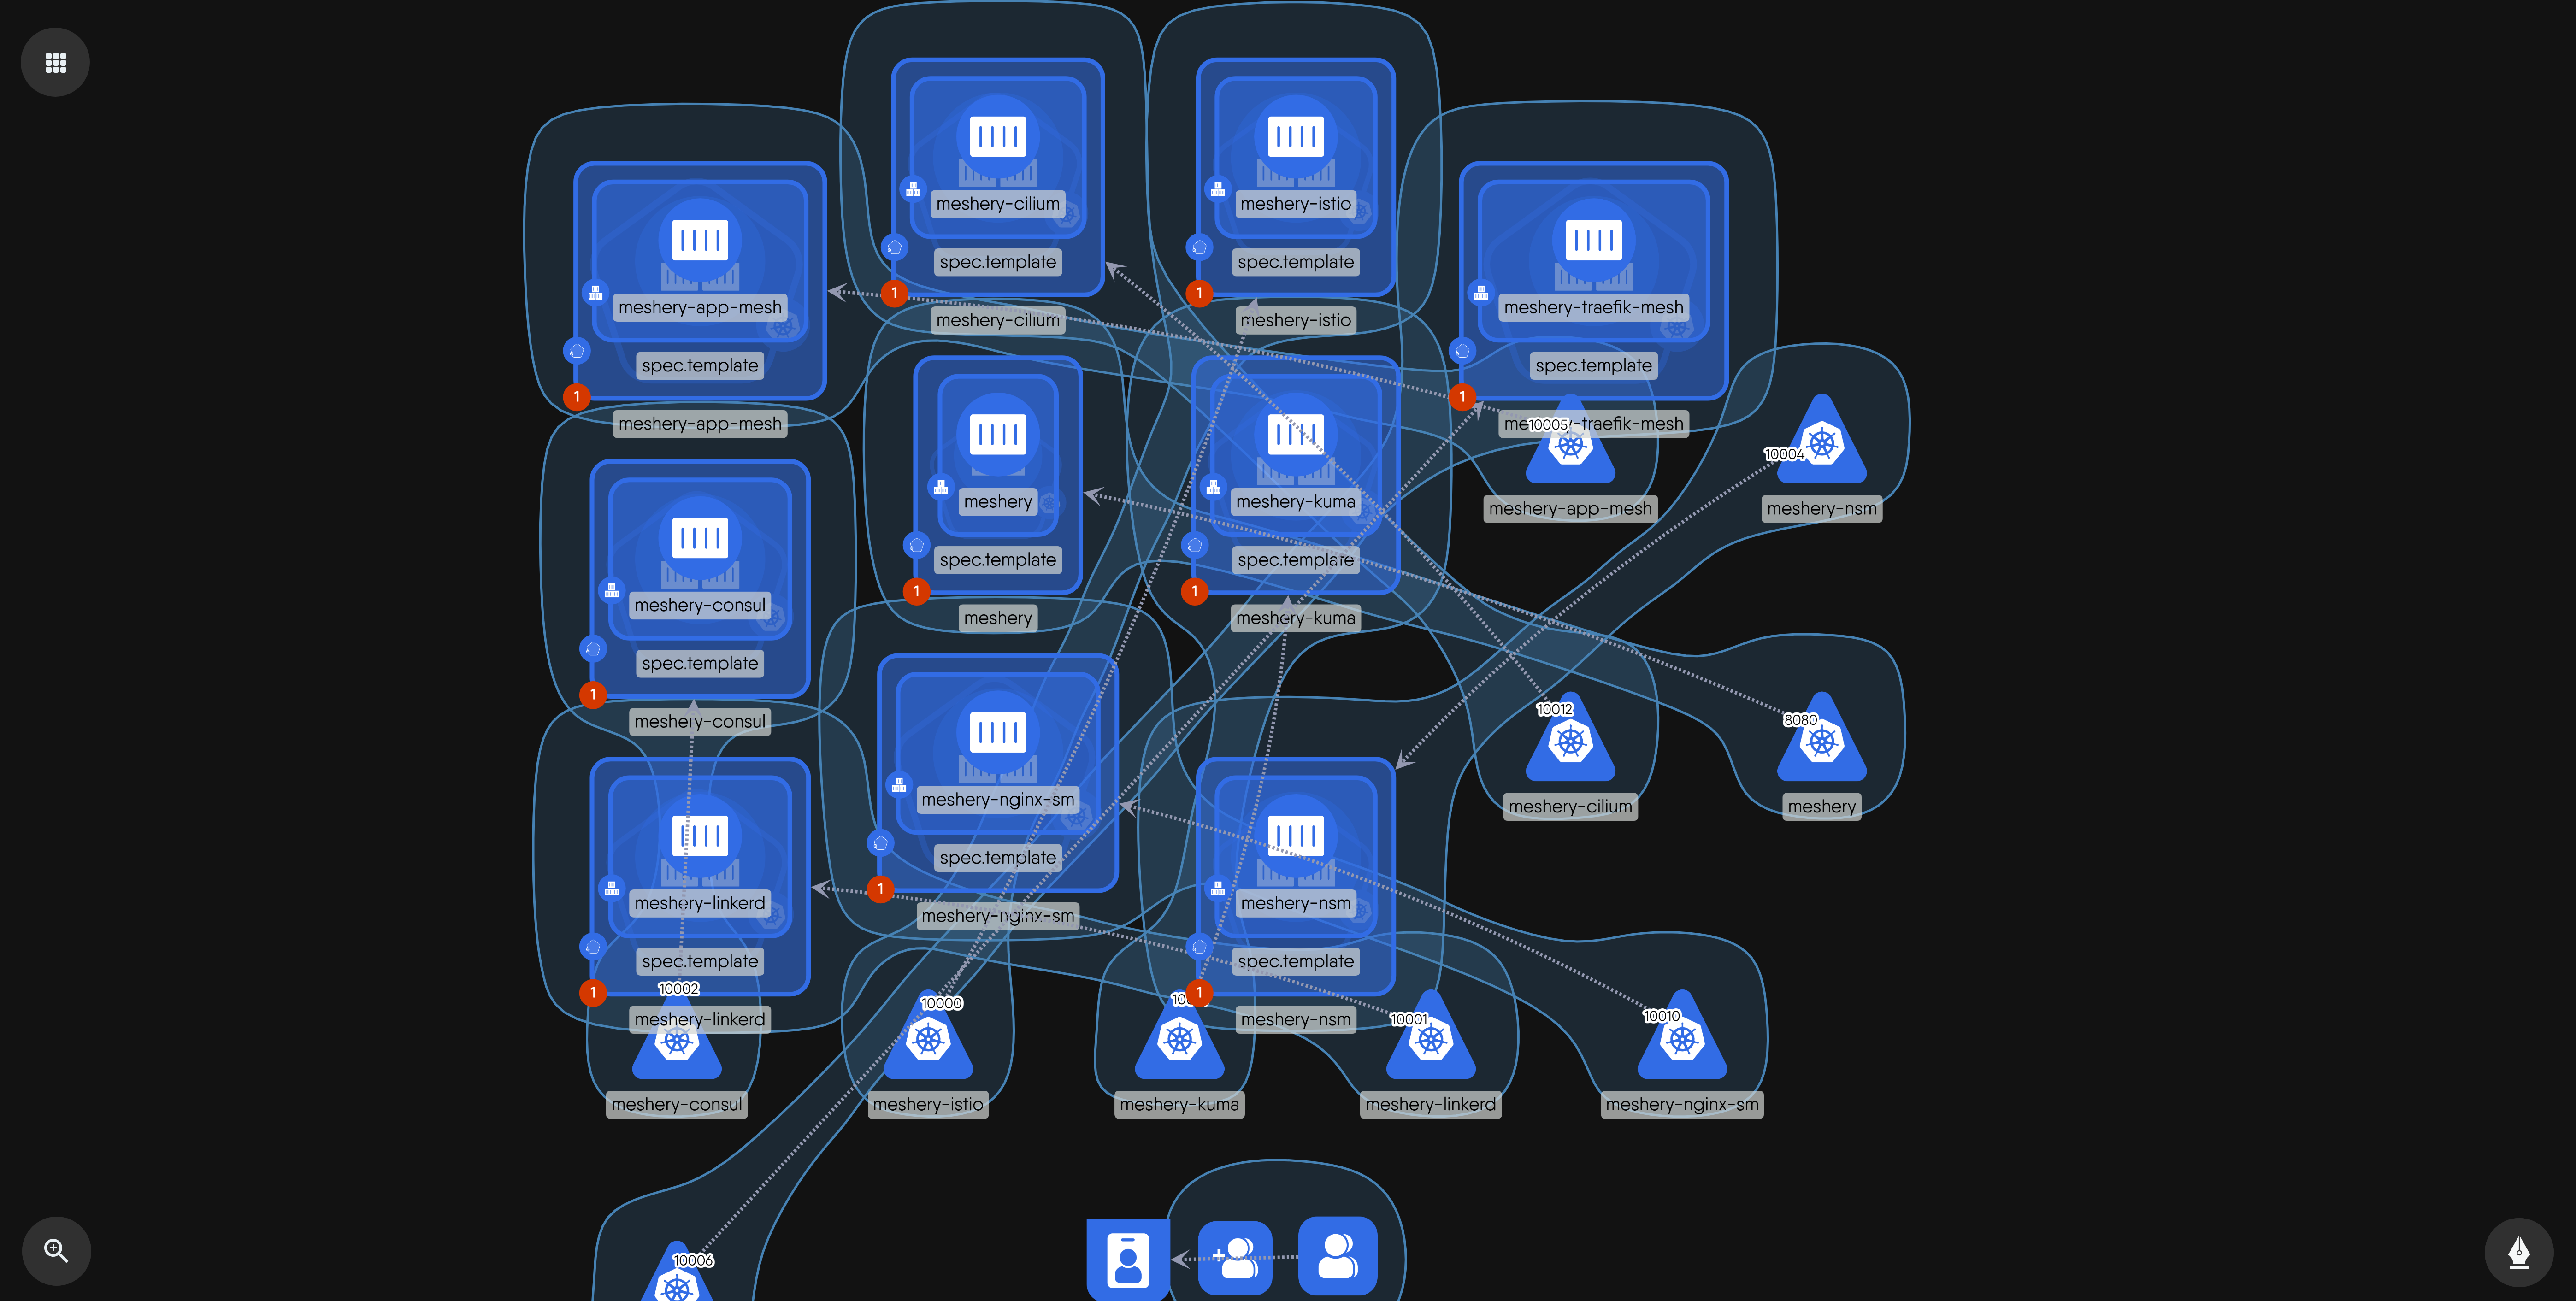 meshery-cilium
spec.template
1
meshery-cilium
meshery-istio
spec.template
1
meshery-istio
meshery-app-mesh
spec.template
1
meshery-app-mesh
meshery-traefik-mesh
spec.template
1
-traefik-mesh
10005
meshery-app-mesh
10004
meshery-nsm
meshery
spec.template
1
meshery
meshery-kuma
spec.template
1
meshery-kuma
meshery-consul
spec.template
1
meshery-consul
meshery-nginx-sm
spec.template
1
meshery-nginx-sm
10012
meshery-cilium
8080
meshery
meshery-linkerd
spec.template
1
meshery-linkerd
meshery-nsm
spec.template
1
meshery-nsm
10002
meshery-consul
10000
meshery-istio
meshery-kuma
10001
meshery-linkerd
10010
meshery-nginx-sm
10006